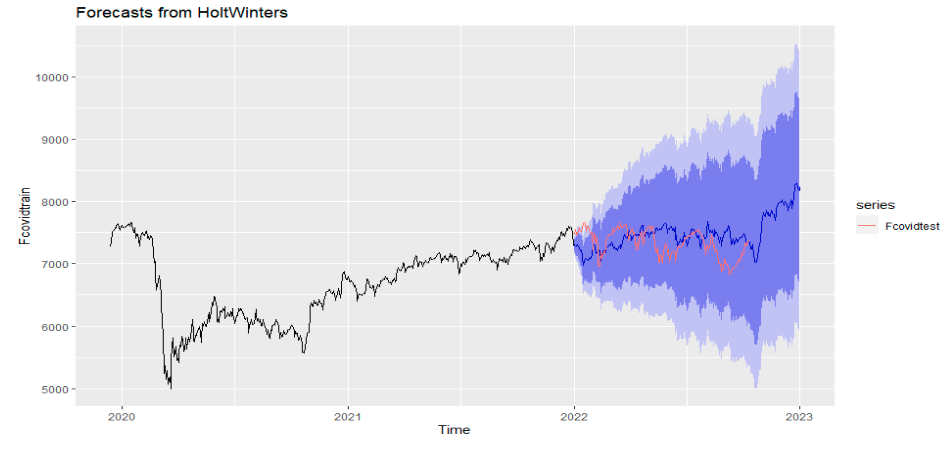 Forecasts from HoltWinters
10000
9000
8000
7000
6000
5000
Fcovidtrain
2020
2021
2022
2023
Time
series
Fcovidtest